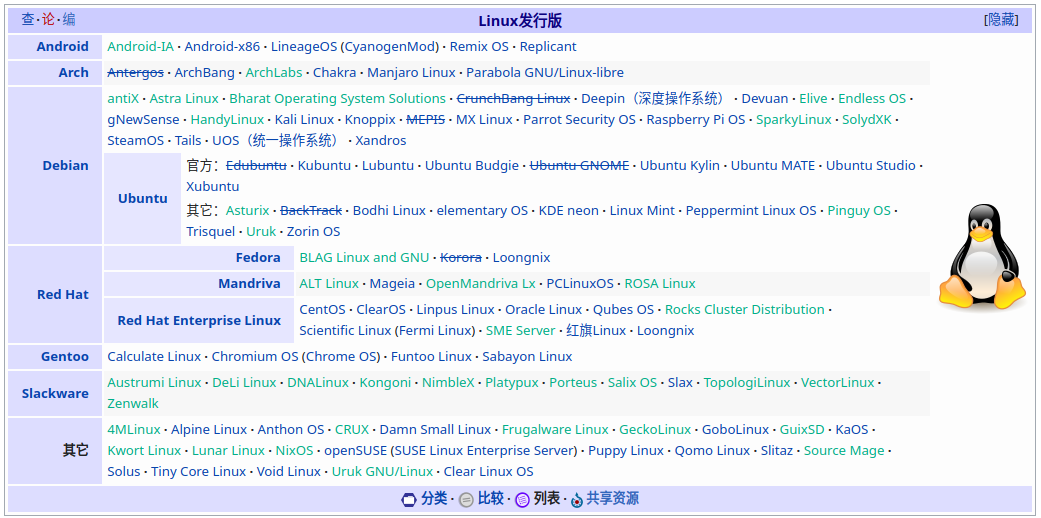 查·论·编 Linux发行版 [隐藏]
Android Android-IA · Android-x86 · LineageOS (CyanogenMod) · Remix OS · Replicant
Arch Antergos · ArchBang · ArchLabs · Chakra · Manjaro Linux · Parabola GNU/Linux-libre
Debian
antiX · Astra Linux · Bharat Operating System Solutions · CrunchBang Linux · Deepin（深度操作系统） · Devuan · Elive · Endless OS ·
gNewSense · HandyLinux · Kali Linux · Knoppix · MEPIS · MX Linux · Parrot Security OS · Raspberry Pi OS · SparkyLinux · SolydXK ·
SteamOS · Tails · UOS（统一操作系统） · Xandros
Ubuntu
官方：Edubuntu · Kubuntu · Lubuntu · Ubuntu Budgie · Ubuntu GNOME · Ubuntu Kylin · Ubuntu MATE · Ubuntu Studio ·
Xubuntu
其它：Asturix · BackTrack · Bodhi Linux · elementary OS · KDE neon · Linux Mint · Peppermint Linux OS · Pinguy OS ·
Trisquel · Uruk · Zorin OS
Red Hat
Fedora BLAG Linux and GNU · Korora · Loongnix
Mandriva ALT Linux · Mageia · OpenMandriva Lx · PCLinuxOS · ROSA Linux
Red Hat Enterprise Linux
CentOS · ClearOS · Linpus Linux · Oracle Linux · Qubes OS · Rocks Cluster Distribution ·
Scientific Linux (Fermi Linux) · SME Server · 红旗Linux · Loongnix
Gentoo Calculate Linux · Chromium OS (Chrome OS) · Funtoo Linux · Sabayon Linux
Slackware
Austrumi Linux · DeLi Linux · DNALinux · Kongoni · NimbleX · Platypux · Porteus · Salix OS · Slax · TopologiLinux · VectorLinux ·
Zenwalk
其它
4MLinux · Alpine Linux · Anthon OS · CRUX · Damn Small Linux · Frugalware Linux · GeckoLinux · GoboLinux · GuixSD · KaOS ·
Kwort Linux · Lunar Linux · NixOS · openSUSE (SUSE Linux Enterprise Server) · Puppy Linux · Qomo Linux · Slitaz · Source Mage ·
Solus · Tiny Core Linux · Void Linux · Uruk GNU/Linux · Clear Linux OS
分类 · 比较 · 列表 · 共享资源